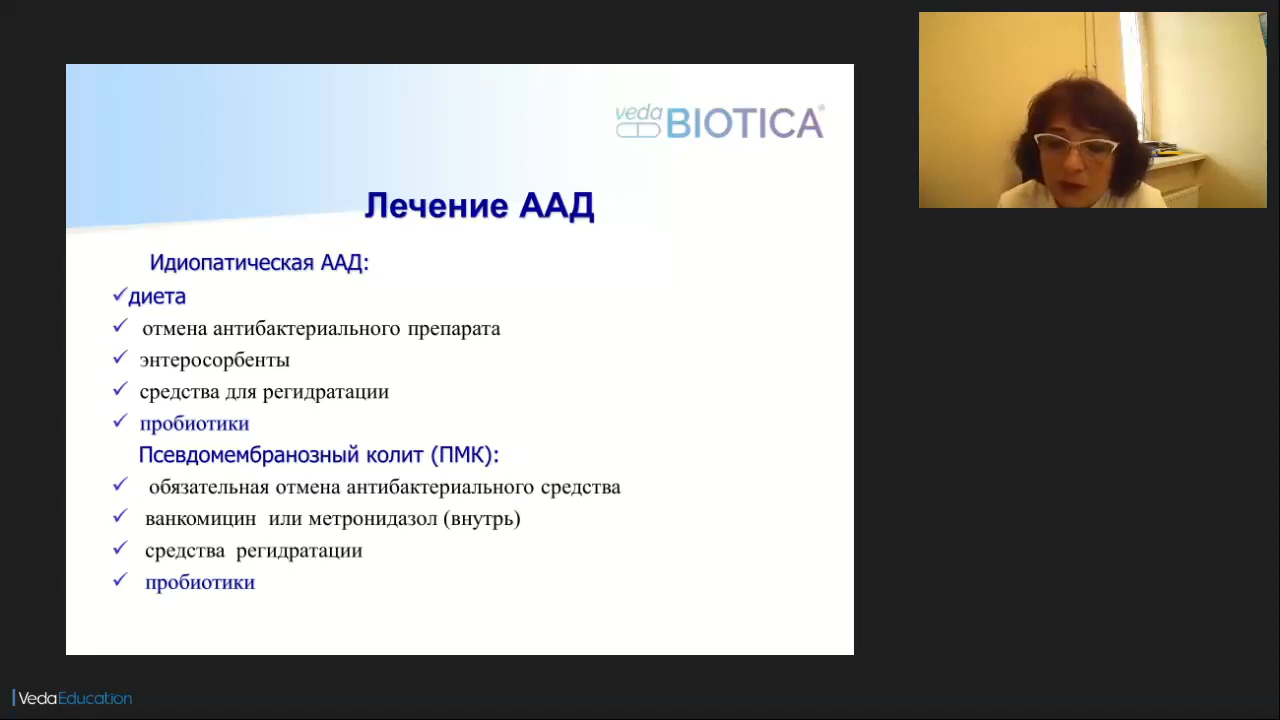 veda BIOTICA®
Лечение ААД
Идиопатическая ААД:
✓диета
✓ отмена антибактериального препарата
✓ энтеросорбенты
✓ средства для регидратации
✓ пробиотики
Псевдомембранозный колит (ПМК):
✓ обязательная отмена антибактериального средства
✓ ванкомицин или метронидазол (внутрь)
✓ средства регидратации
✓ пробиотики
VedaEducation